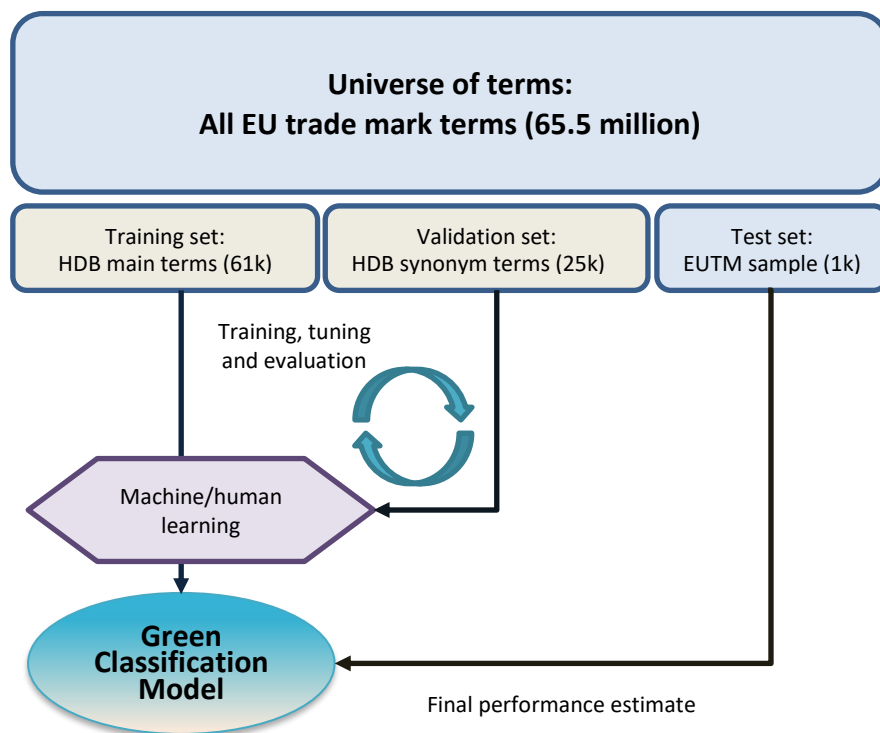 Universe of terms:
All EU trade mark terms (65.5 million)
Training set:
HDB main terms (61k)
Validation set:
HDB synonym terms (25k)
Test set:
EUTM sample (1k)
Training, tuning
and evaluation
Machine/human
learning
Green
Classification
Model
Final performance estimate